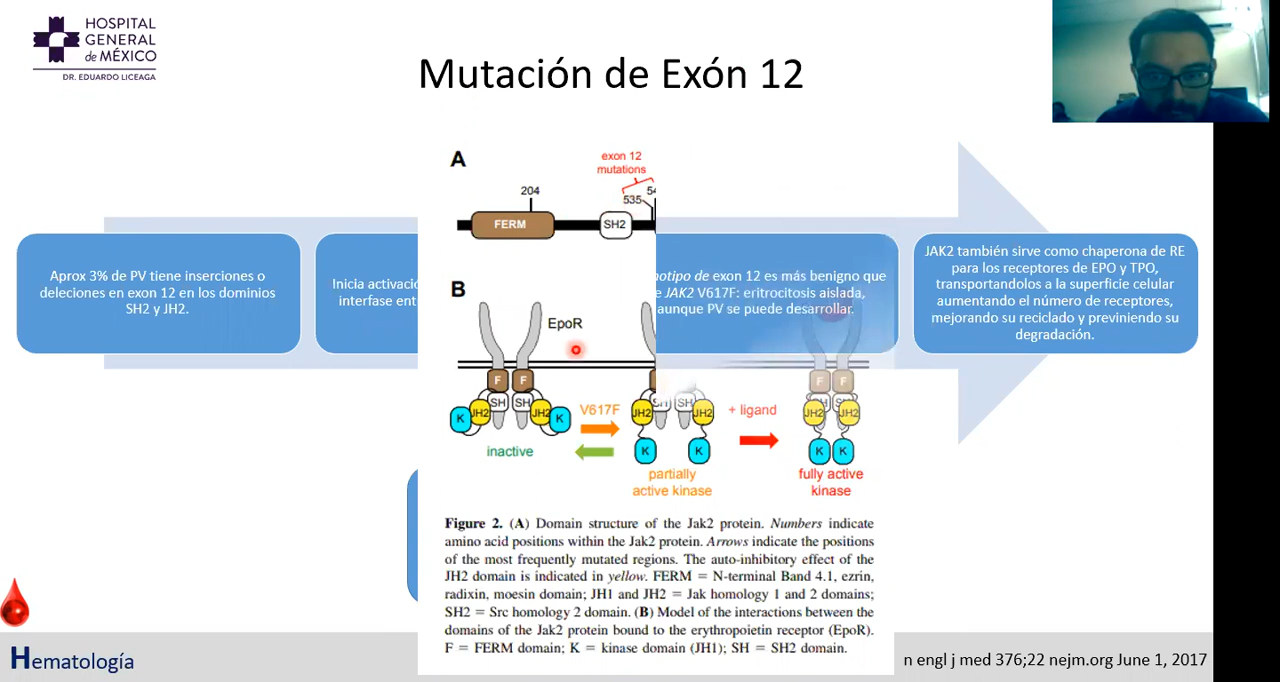 HOSPITAL
GENERAL
de MÉXICO
DR. EDUARDO LICEAGA
Mutación de Exón 12
A
exon 12
mutations
204
535
FERM
SH2
Aprox 3% de PV tiene inserciones o
deleciones en exon 12 en los dominios
SH2 y JH2.
Inicia
de exon 12 es más benigno que
JAK2 V617F: eritrocitosis aislada,
aunque PV se puede desarrollar.
JAK2 también sirve como chaperona de RE
para los receptores de EPO y TPO,
transportandolos a la superficie celular
aumentando el número de receptores,
mejorando su reciclado y previniendo su
degradación.
B
EpoR
F F F F
SH SH SH SH
K JH2 JH2 K V617F JH2 JH2 + ligand JH2 JH2
K K K K
inactive
partially
active kinase
fully active
kinase
Figure 2. (A) Domain structure of the Jak2 protein. Numbers indicate
amino acid positions within the Jak2 protein. Arrows indicate the positions
of the most frequently mutated regions. The auto-inhibitory effect of the
JH2 domain is indicated in yellow. FERM = N-terminal Band 4.1, ezrin,
radixin, moesin domain; JH1 and JH2 = Jak homology 1 and 2 domains;
SH2 = Src homology 2 domain. (B) Model of the interactions between the
domains of the Jak2 protein bound to the erythropoietin receptor (EpoR).
F = FERM domain; K = kinase domain (JH1); SH = SH2 domain.
Hematología
n engl j med 376;22 nejm.org June 1, 2017